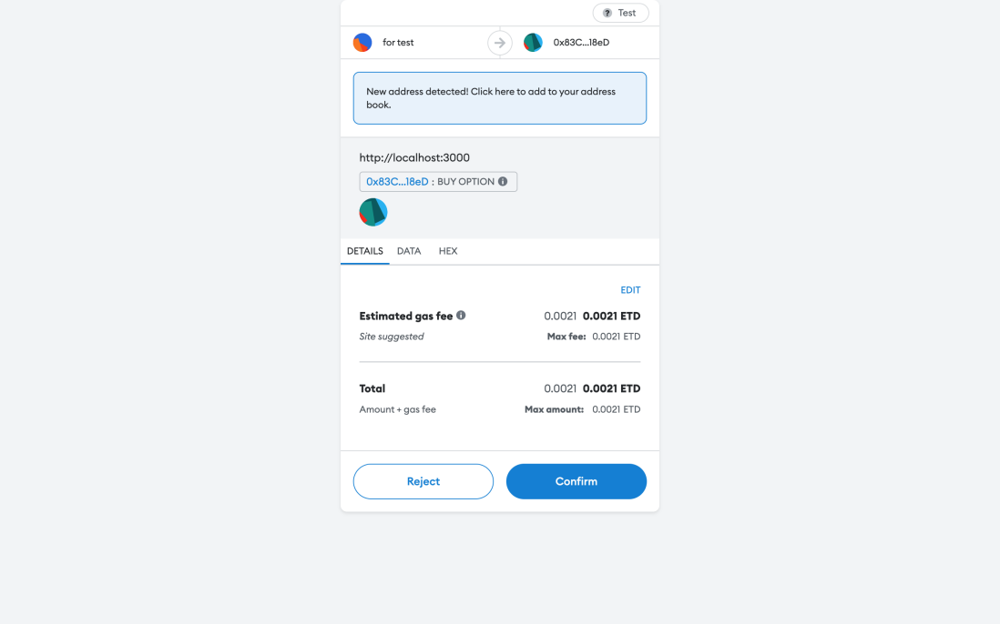 Test
for test
0x83C...18eD
New address detected! Click here to add to your address
book.
http://localhost:3000
0x83C...18eD : BUY OPTION
DETAILS DATA HEX
EDIT
Estimated gas fee 0.0021 0.0021 ETD
Site suggested Max fee: 0.0021 ETD
Total 0.0021 0.0021 ETD
Amount + gas fee Max amount: 0.0021 ETD
Reject Confirm